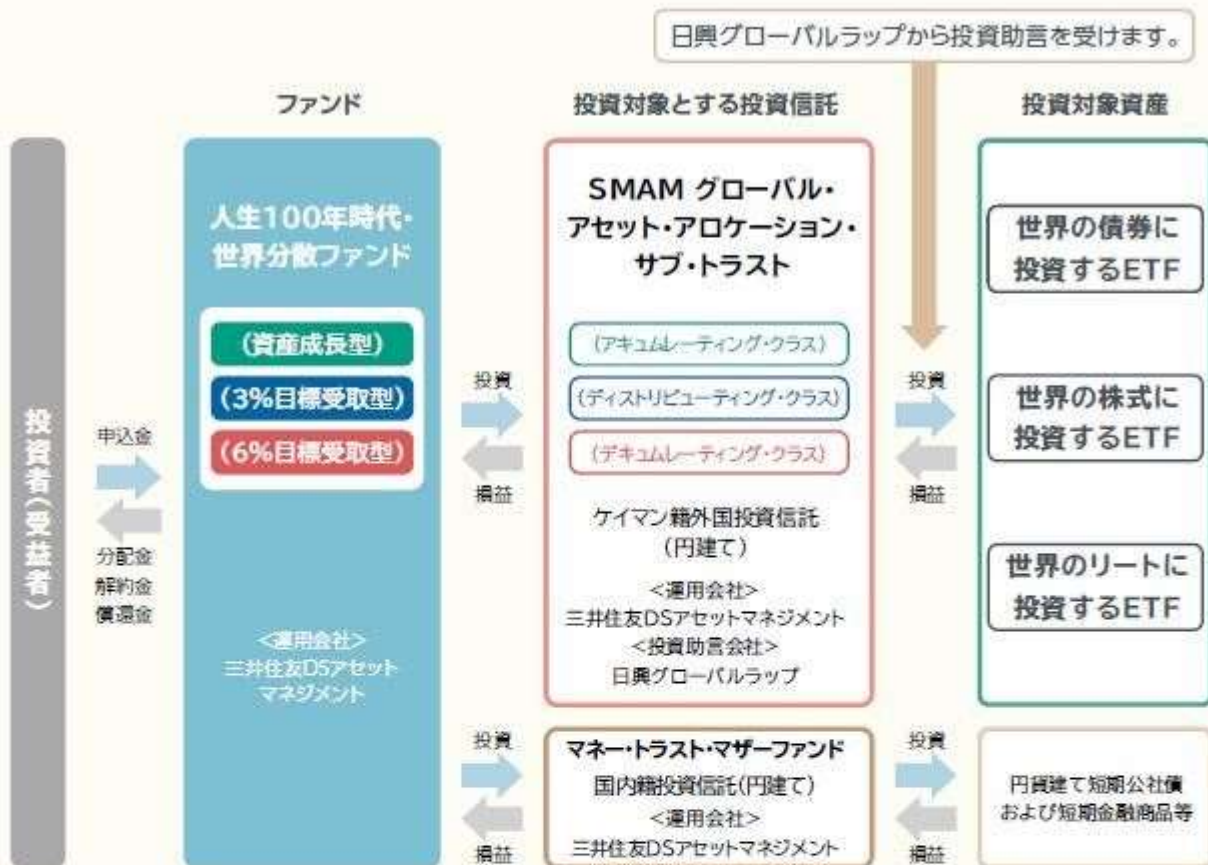 日興グローバルラップから投資助言を受けます。
ファンド
投資対象とする投資信託
投資対象資産
投資者(受益者)
申込金
分配金
解約金
償還金
人生100年時代・
世界分散ファンド
(資産成長型)
(3%目標受取型)
(6%目標受取型)
<運用会社>
三井住友DSアセット
マネジメント
投資
損益
SMAM グローバル・
アセット・アロケーション・
サブ・トラスト
(アキュムレーティング・クラス)
(ディストリビューティング・クラス)
(デキュムレーティング・クラス)
ケイマン籍外国投資信託
(円建て)
<運用会社>
三井住友DSアセットマネジメント
<投資助言会社>
日興グローバルラップ
投資
損益
世界の債券に
投資するETF
世界の株式に
投資するETF
世界のリートに
投資するETF
投資
損益
マネー・トラスト・マザーファンド
国内籍投資信託(円建て)
<運用会社>
三井住友DSアセットマネジメント
投資
損益
円貨建て短期公社債
および短期金融商品等